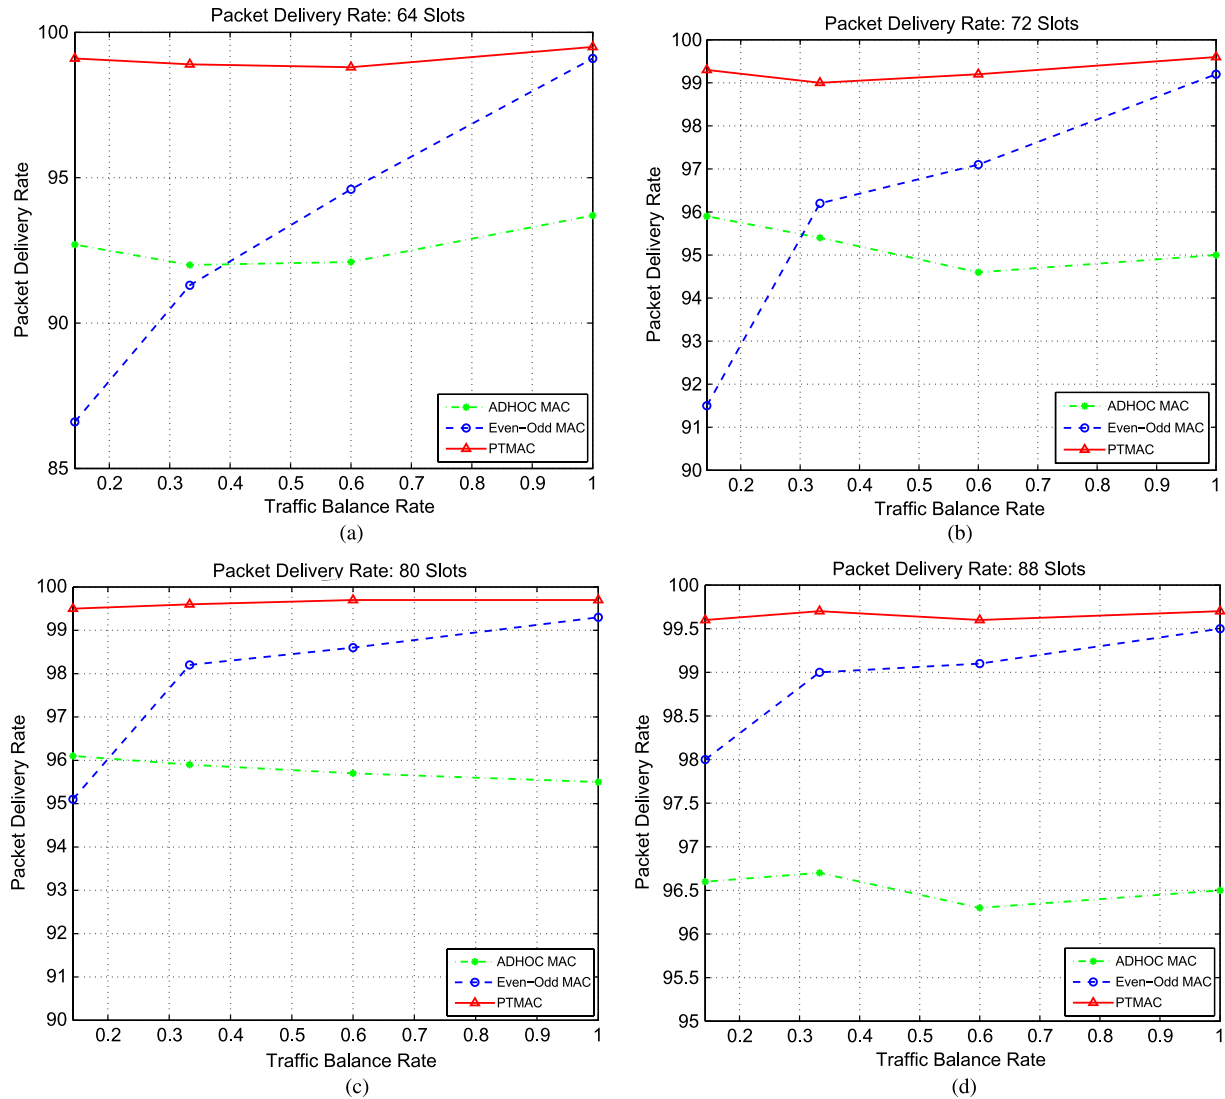 Packet Delivery Rate: 64 Slots
100
95
90
85
Packet Delivery Rate
0.2 0.3 0.4 0.5 0.6 0.7 0.8 0.9 1
Traffic Balance Rate
ADHOC MAC
Even-Odd MAC
PTMAC
(a)
Packet Delivery Rate: 72 Slots
100
99
98
97
96
95
94
93
92
91
90
Packet Delivery Rate
0.2 0.3 0.4 0.5 0.6 0.7 0.8 0.9 1
Traffic Balance Rate
ADHOC MAC
Even-Odd MAC
PTMAC
(b)
Packet Delivery Rate: 80 Slots
100
99
98
97
96
95
94
93
92
91
90
Packet Delivery Rate
0.2 0.3 0.4 0.5 0.6 0.7 0.8 0.9 1
Traffic Balance Rate
ADHOC MAC
Even-Odd MAC
PTMAC
(c)
Packet Delivery Rate: 88 Slots
100
99.5
99
98.5
98
97.5
97
96.5
96
95.5
95
Packet Delivery Rate
0.2 0.3 0.4 0.5 0.6 0.7 0.8 0.9 1
Traffic Balance Rate
ADHOC MAC
Even-Odd MAC
PTMAC
(d)